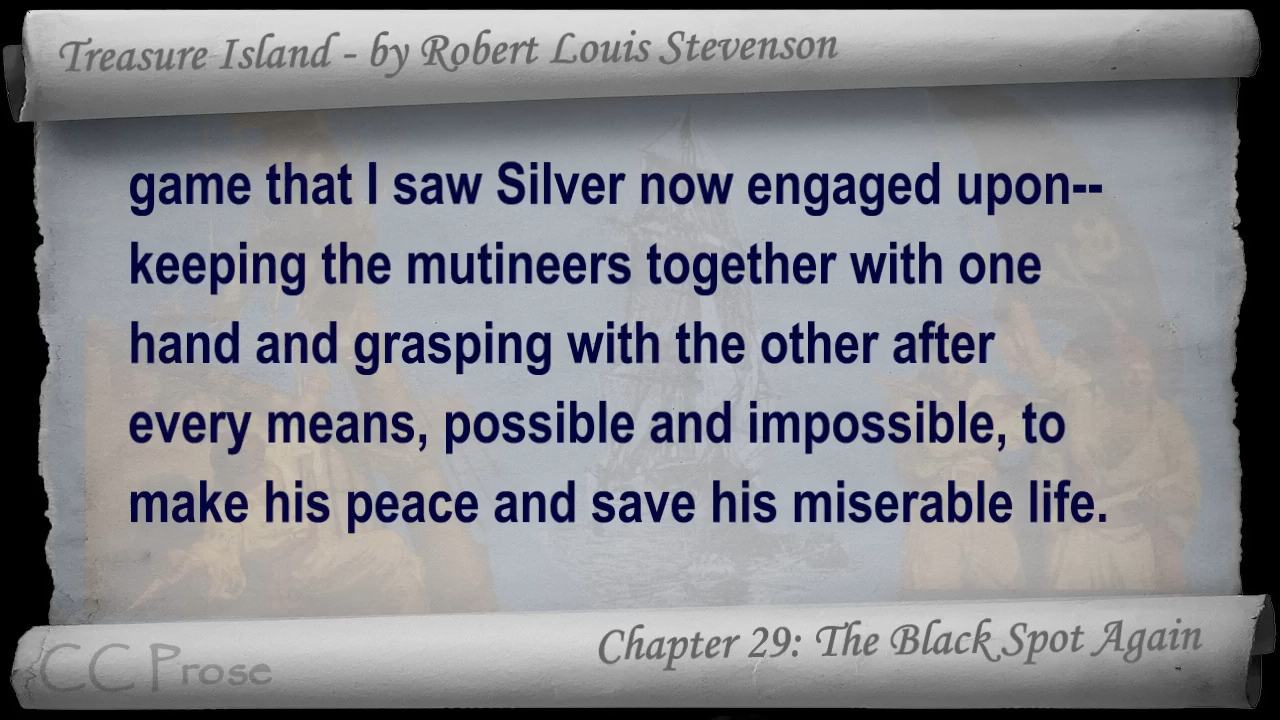 Treasure Island - by Robert Louis Stevenson
game that I saw Silver now engaged upon--
keeping the mutineers together with one
hand and grasping with the other after
every means, possible and impossible, to
make his peace and save his miserable life.
Chapter 29: The Black Spot Again
CC Prose